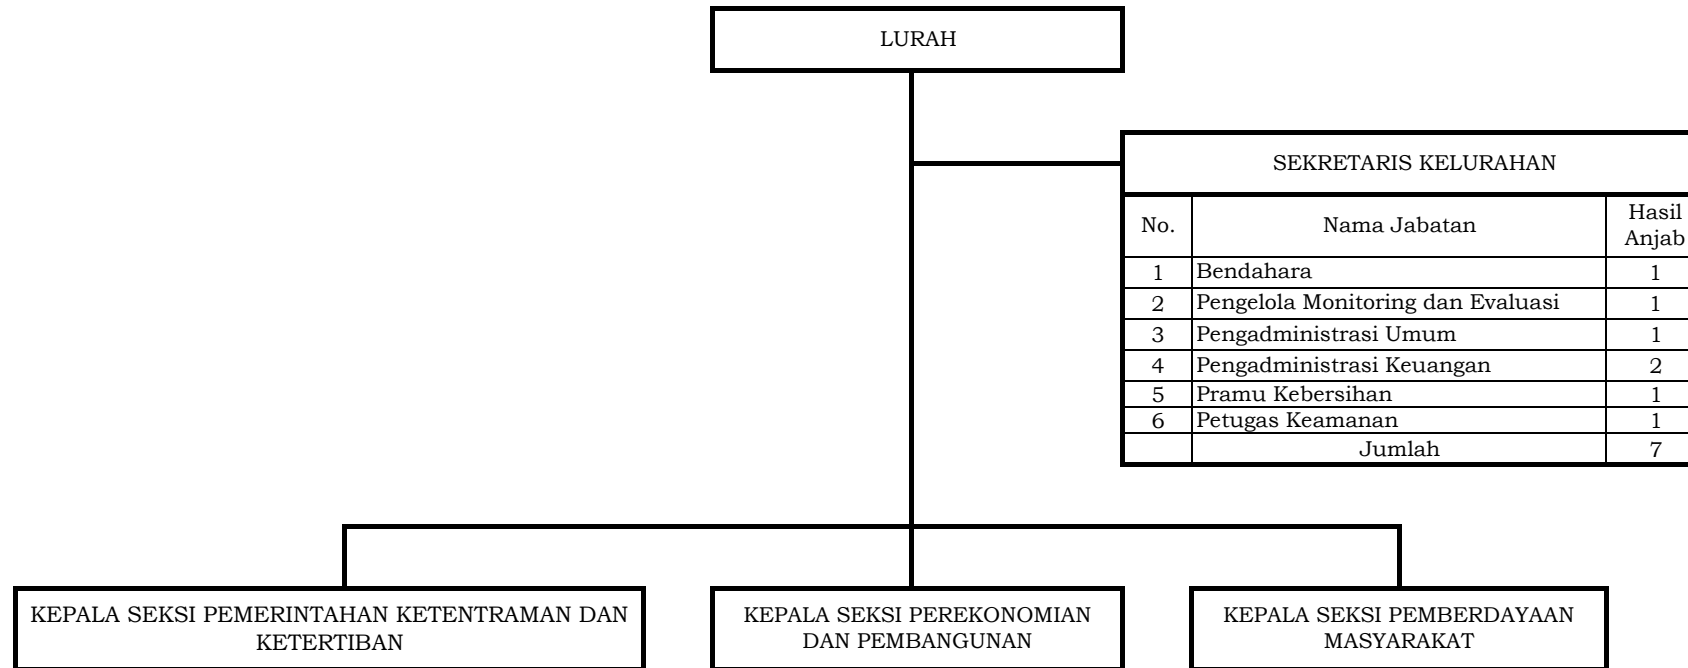 LURAH
SEKRETARIS KELURAHAN
No. Nama Jabatan Hasil Anjab
1 Bendahara 1
2 Pengelola Monitoring dan Evaluasi 1
3 Pengadministrasi Umum 1
4 Pengadministrasi Keuangan 2
5 Pramu Kebersihan 1
6 Petugas Keamanan 1
Jumlah 7
KEPALA SEKSI PEMERINTAHAN KETENTRAMAN DAN
KETERTIBAN
KEPALA SEKSI PEREKONOMIAN
DAN PEMBANGUNAN
KEPALA SEKSI PEMBERDAYAAN
MASYARAKAT